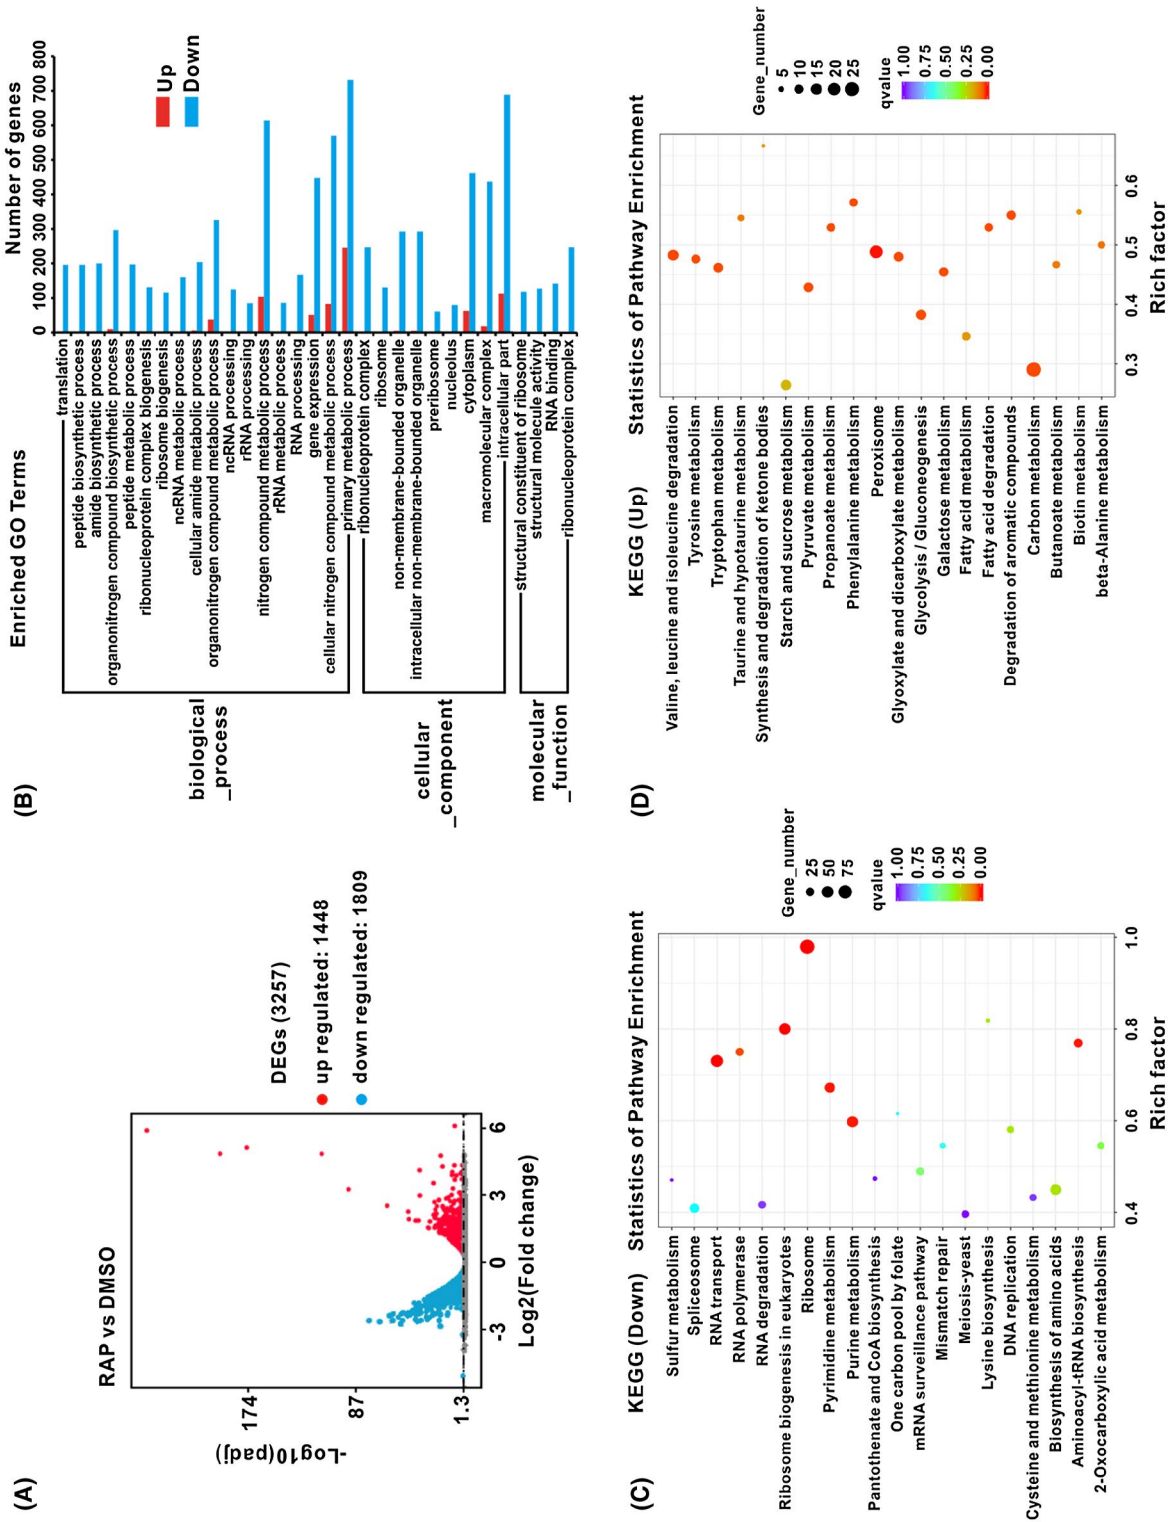 (A)
RAP vs DMSO
-Log10(padj)
174
87
1.3
-3
0
3
6
Log2(Fold change)
DEGs (3257)
up regulated: 1448
down regulated: 1809
(B)
Enriched GO Terms
Number of genes
0 100 200 300 400 500 600 700 800
Up
Down
biological
_process
translation
peptide biosynthetic process
amide biosynthetic process
organonitrogen compound biosynthetic process
peptide metabolic process
ribonucleoprotein complex biogenesis
ribosome biogenesis
ncRNA metabolic process
cellular amide metabolic process
organonitrogen compound metabolic process
ncRNA processing
rRNA processing
nitrogen compound metabolic process
rRNA metabolic process
RNA processing
gene expression
cellular nitrogen compound metabolic process
primary metabolic process
cellular
_component
ribonucleoprotein complex
ribosome
non-membrane-bounded organelle
intracellular non-membrane-bounded organelle
preribosome
nucleolus
cytoplasm
macromolecular complex
intracellular part
molecular
_function
structural constituent of ribosome
structural molecule activity
RNA binding
ribonucleoprotein complex
(C)
KEGG (Down) Statistics of Pathway Enrichment
Sulfur metabolism
Spliceosome
RNA transport
RNA polymerase
RNA degradation
Ribosome biogenesis in eukaryotes
Ribosome
Pyrimidine metabolism
Purine metabolism
Pantothenate and CoA biosynthesis
One carbon pool by folate
mRNA surveillance pathway
Mismatch repair
Meiosis-yeast
Lysine biosynthesis
DNA replication
Cysteine and methionine metabolism
Biosynthesis of amino acids
Aminoacyl-tRNA biosynthesis
2-Oxocarboxylic acid metabolism
0.4 0.6 0.8 1.0
Rich factor
Gene_number
25
50
75
qvalue
1.00
0.75
0.50
0.25
0.00
(D)
KEGG (Up) Statistics of Pathway Enrichment
Valine, leucine and isoleucine degradation
Tyrosine metabolism
Tryptophan metabolism
Taurine and hypotaurine metabolism
Synthesis and degradation of ketone bodies
Starch and sucrose metabolism
Pyruvate metabolism
Propanoate metabolism
Phenylalanine metabolism
Peroxisome
Glyoxylate and dicarboxylate metabolism
Glycolysis / Gluconeogenesis
Galactose metabolism
Fatty acid metabolism
Fatty acid degradation
Degradation of aromatic compounds
Carbon metabolism
Butanoate metabolism
Biotin metabolism
beta-Alanine metabolism
0.3 0.4 0.5 0.6
Rich factor
Gene_number
5
10
15
20
25
qvalue
1.00
0.75
0.50
0.25
0.00